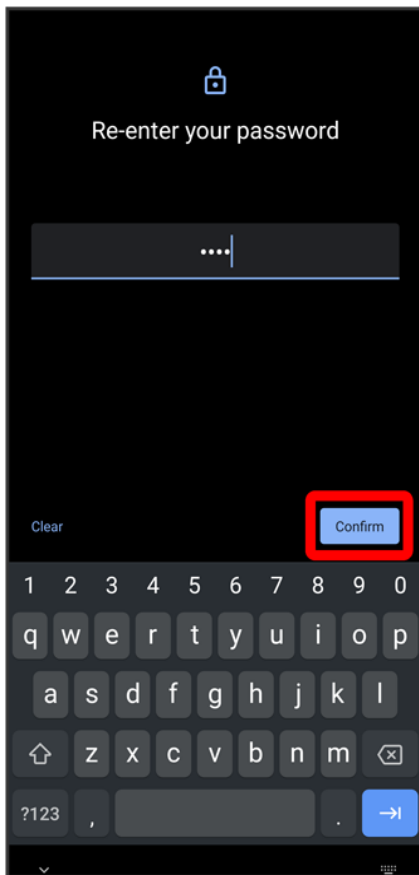 Re-enter your password
••••
Clear Confirm
1 2 3 4 5 6 7 8 9 0
q w e r t y u i o p
a s d f g h j k l
z x c v b n m
?123 , .